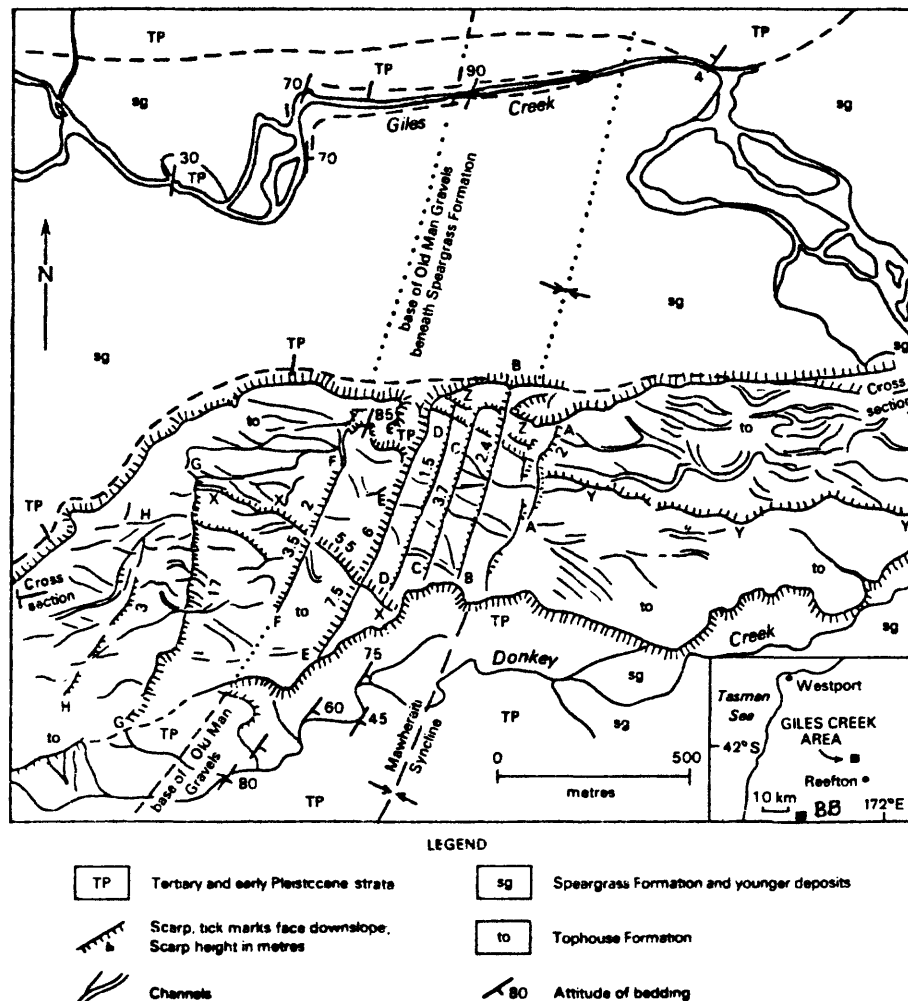 TP
TP
TP
70
90
4
sg
Giles
Creek
sg
30
TP
70
N
base of Old Man Gravels
beneath Speargrass Formation
sg
sg
sg
TP
B
Cross
section
to
85
TP
Z
D
Z
A
to
G
F
1.5
3.7
2.4
2
X
X
2
E
6
Y
Y
Y
TP
H
5.5
3.5
A
Cross
section
3
17
to
7.5
D
C
B
X
to
to
F
H
E
TP
Creek
sg
G
75
Donkey
sg
to
TP
60
45
TP
sg
base of Old Man
Gravels
80
TP
Mawheraiti
Syncline
0
500
metres
Tasman
Sea
Westport
GILES CREEK
AREA
42°S
Reefton
10 km
BB
172°E
LEGEND
TP
Tertiary and early Pleistocene strata
sg
Speargrass Formation and younger deposits
Scarp, tick marks face downslope,
Scarp height in metres
to
Tophouse Formation
Channels
80
Attitude of bedding